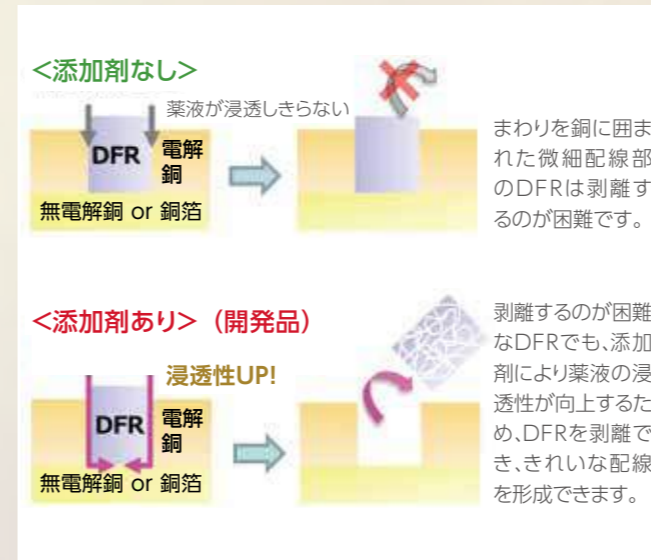 <添加剤なし>
薬液が浸透しきらない
DFR
電解
銅
無電解銅 or 銅箔
まわりを銅に囲ま
れた微細配線部
のDFRは剥離す
るのが困難です。
<添加剤あり>（開発品）
浸透性UP!
DFR
電解
銅
無電解銅 or 銅箔
剥離するのが困難
なDFRでも、添加
剤により薬液の浸
透性が向上するた
め、DFRを剥離で
き、きれいな配線
を形成できます。